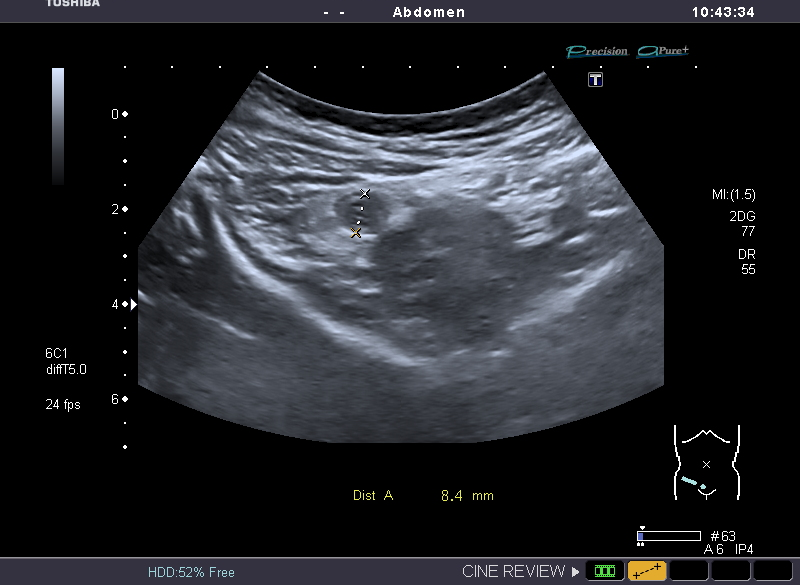 TOSHIBA
- - Abdomen 10:43:34
Precision APure+
T
0
2
4
6
MI:(1.5)
2DG
77
DR
55
6C1
diffT5.0
24 fps
Dist A 8.4 mm
#63
A 6 IP4
HDD:52% Free
CINE REVIEW